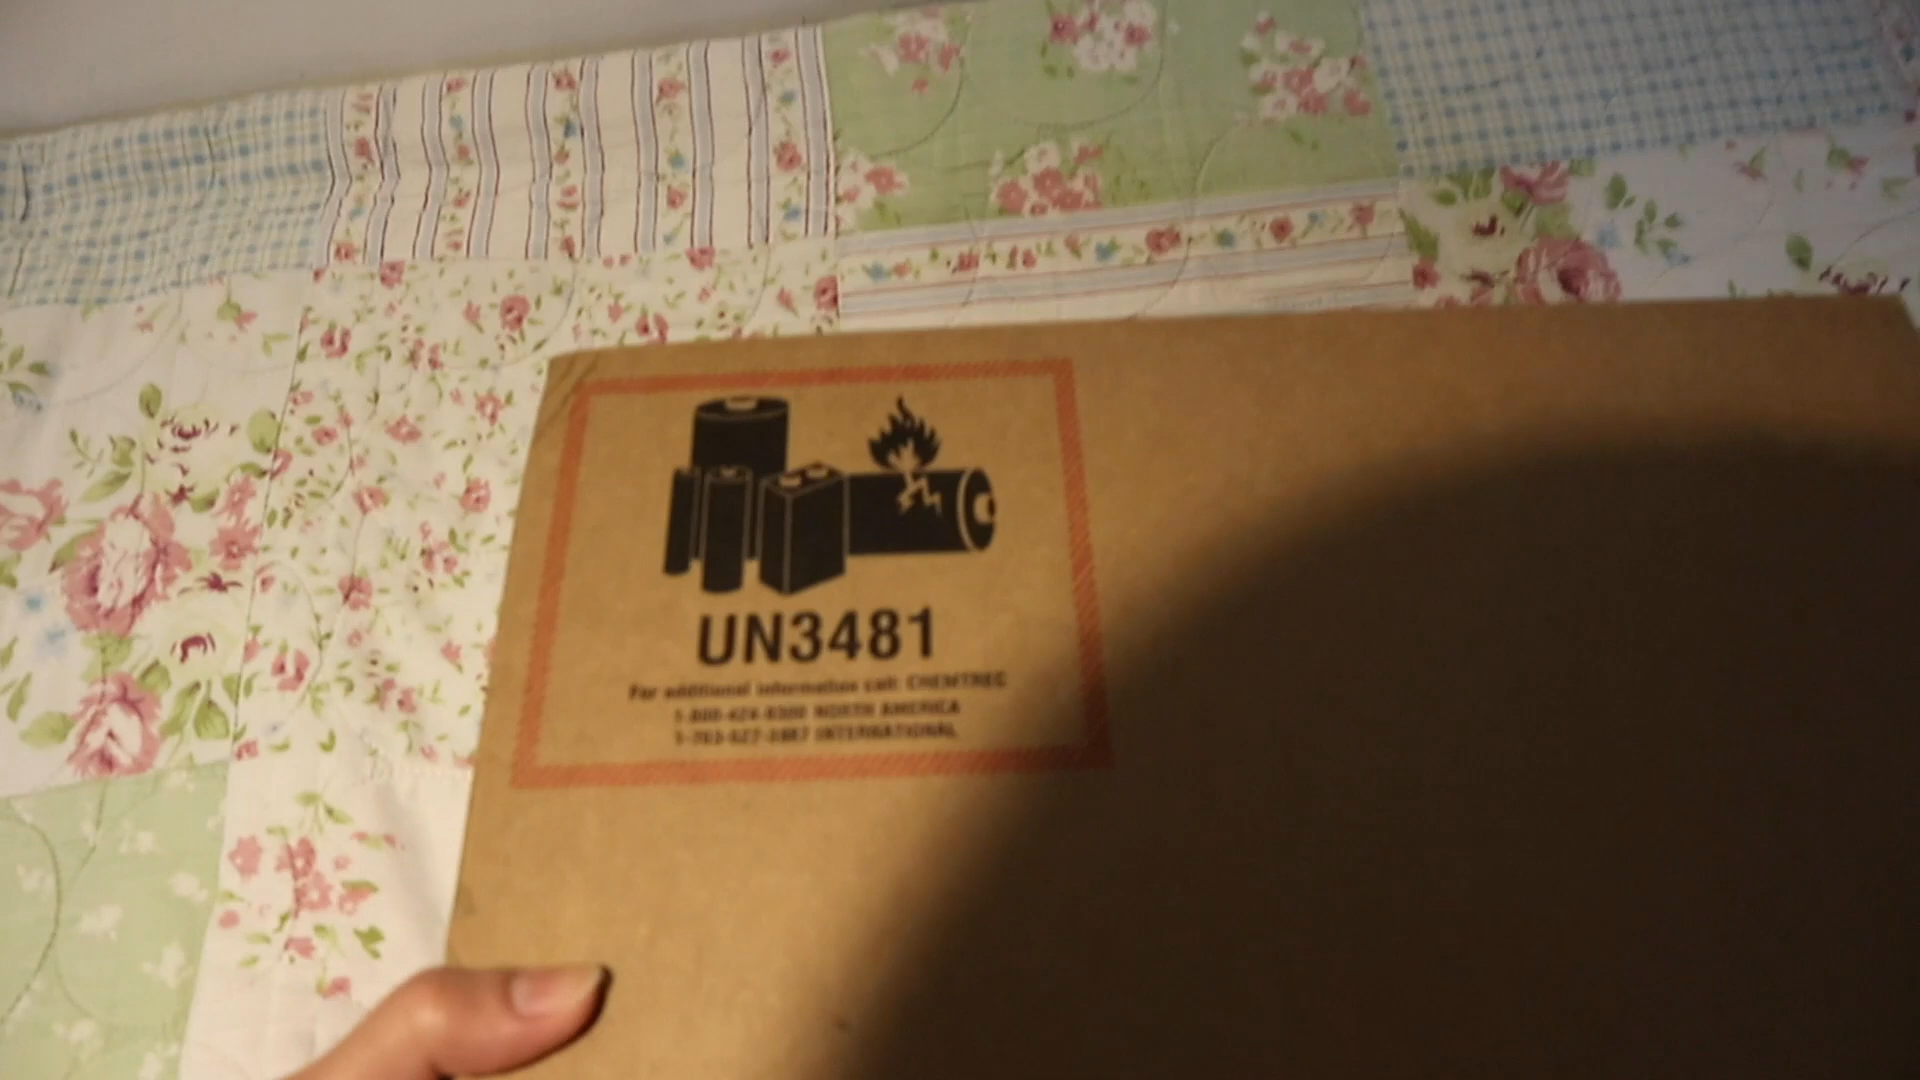 UN3481
For additional information call: CHEMTREC
NORTH AMERICA
INTERNATIONAL